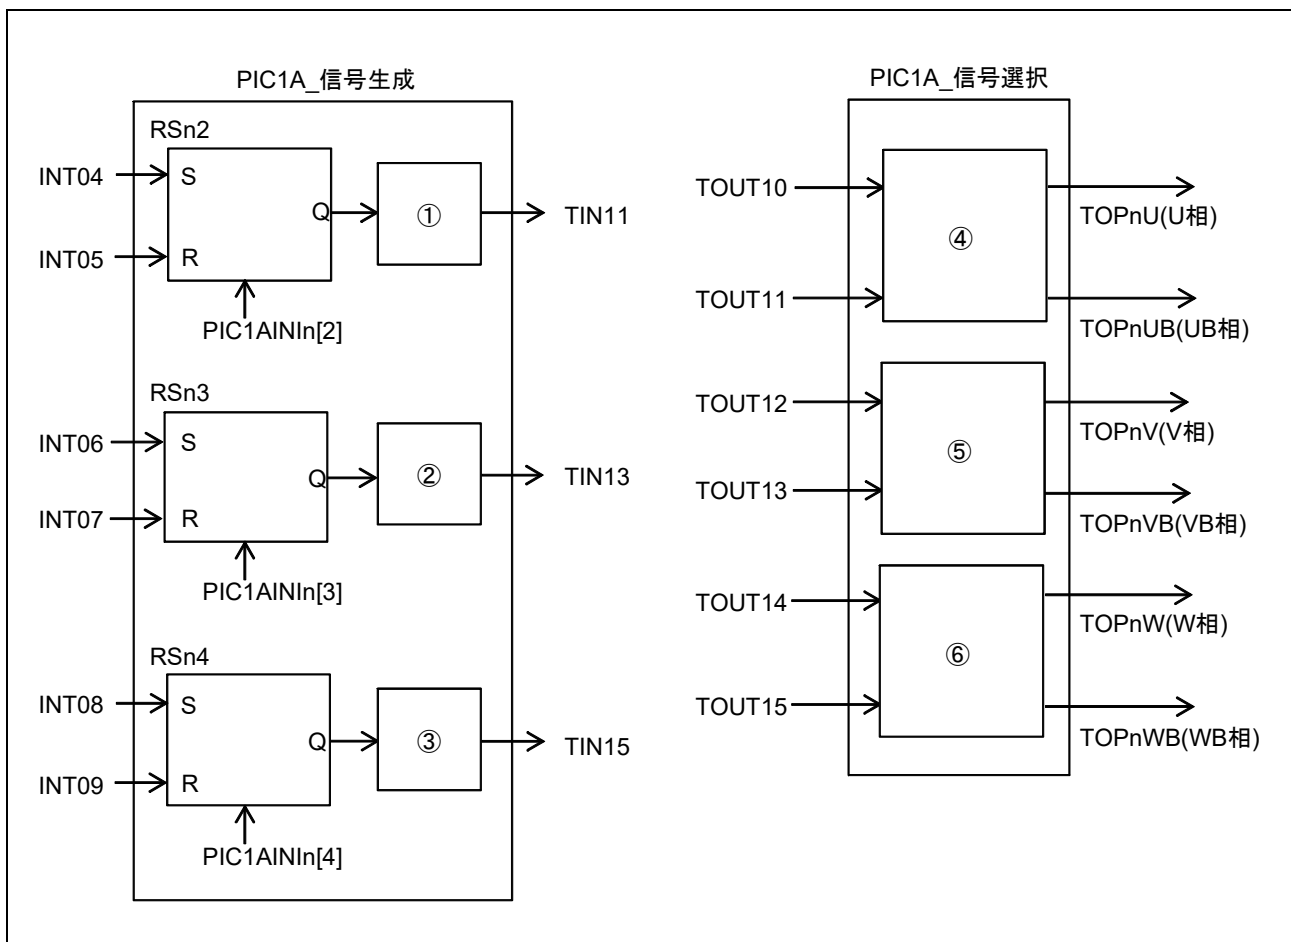 PIC1A_信号生成
RSn2
INT04
S
Q
①
TIN11
INT05
R
PIC1AINIn[2]
RSn3
INT06
S
Q
②
TIN13
INT07
R
PIC1AINIn[3]
RSn4
INT08
S
Q
③
TIN15
INT09
R
PIC1AINIn[4]
PIC1A_信号選択
TOUT10
④
TOPnU(U相)
TOUT11
TOPnUB(UB相)
TOUT12
⑤
TOPnV(V相)
TOUT13
TOPnVB(VB相)
TOUT14
⑥
TOPnW(W相)
TOUT15
TOPnWB(WB相)